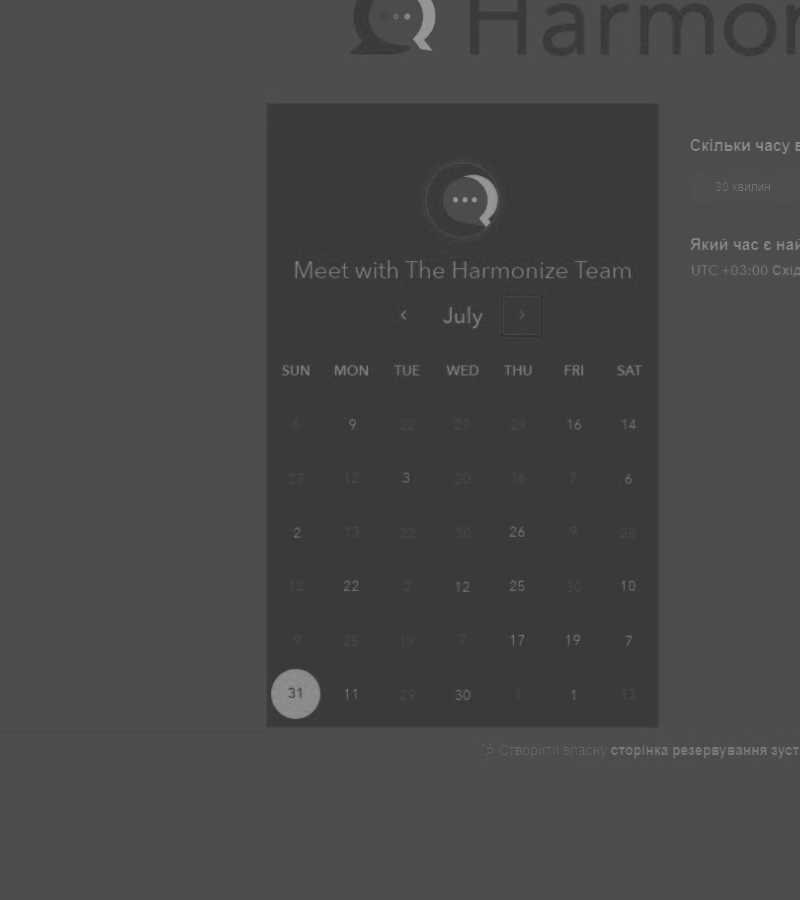 Harmon
Скільки часу в
30 хвилин
Meet with The Harmonize Team
Який час є най
UTC +03:00 Схід
July
SUN MON TUE WED THU FRI SAT
6 9 22 27 29 16 14
27 12 3 20 16 7 6
2 13 22 30 26 9 28
12 22 2 12 25 30 10
9 25 19 7 17 19 7
31 11 29 30 1 1 13
Створити власну сторінка резервування зуст